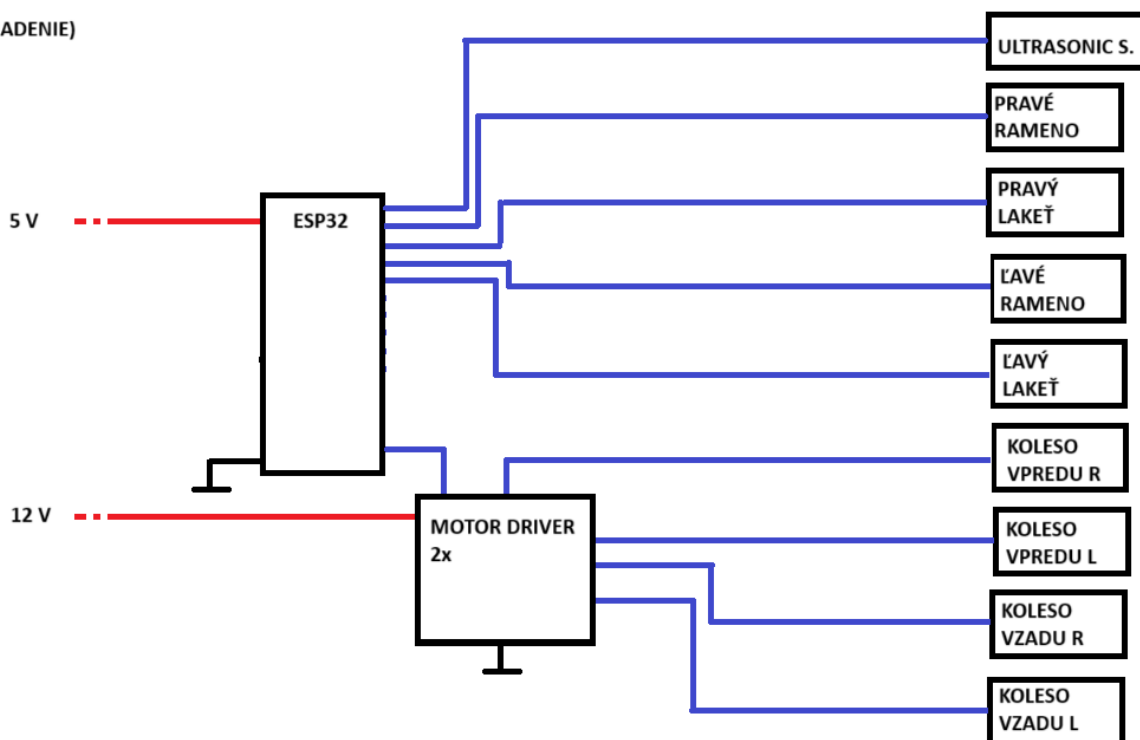 ADENIE)
ULTRASONIC S.
PRAVÉ
RAMENO
PRAVÝ
LAKEŤ
5 V
ESP32
ĽAVÉ
RAMENO
ĽAVÝ
LAKEŤ
KOLESO
VPREDU R
12 V
MOTOR DRIVER
2x
KOLESO
VPREDU L
KOLESO
VZADU R
KOLESO
VZADU L